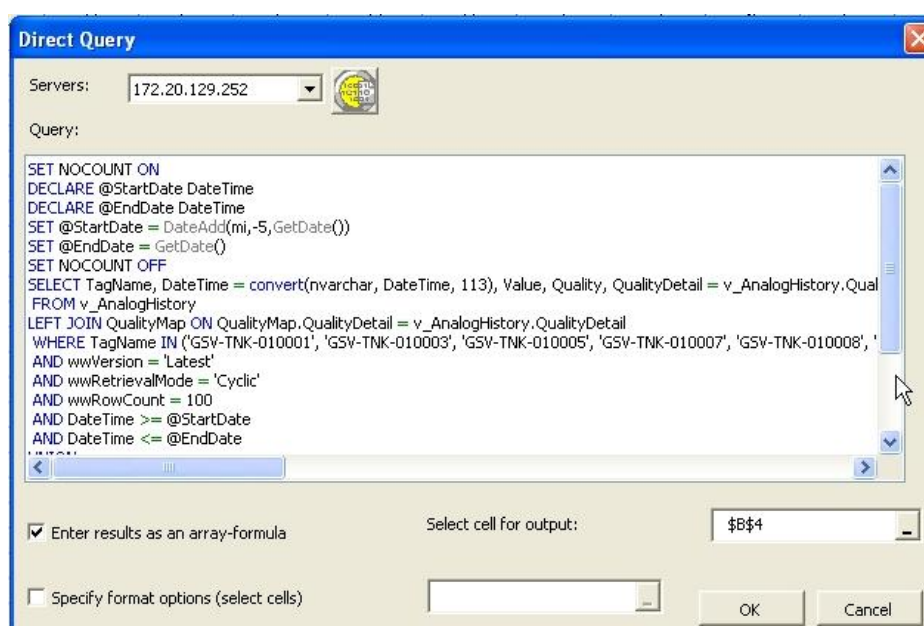 Direct Query
Servers: 172.20.129.252
Query:
SET NOCOUNT ON
DECLARE @StartDate DateTime
DECLARE @EndDate DateTime
SET @StartDate = DateAdd(mi,-5,GetDate())
SET @EndDate = GetDate()
SET NOCOUNT OFF
SELECT TagName, DateTime = convert(nvarchar, DateTime, 113), Value, Quality, QualityDetail = v_AnalogHistory.Qual
FROM v_AnalogHistory
LEFT JOIN QualityMap ON QualityMap.QualityDetail = v_AnalogHistory.QualityDetail
WHERE TagName IN ('GSV-TNK-010001', 'GSV-TNK-010003', 'GSV-TNK-010005', 'GSV-TNK-010007', 'GSV-TNK-010008', '
AND wwVersion = 'Latest'
AND wwRetrievalMode = 'Cyclic'
AND wwRowCount = 100
AND DateTime >= @StartDate
AND DateTime <= @EndDate
Enter results as an array-formula
Select cell for output: $B$4
Specify format options (select cells)
OK
Cancel